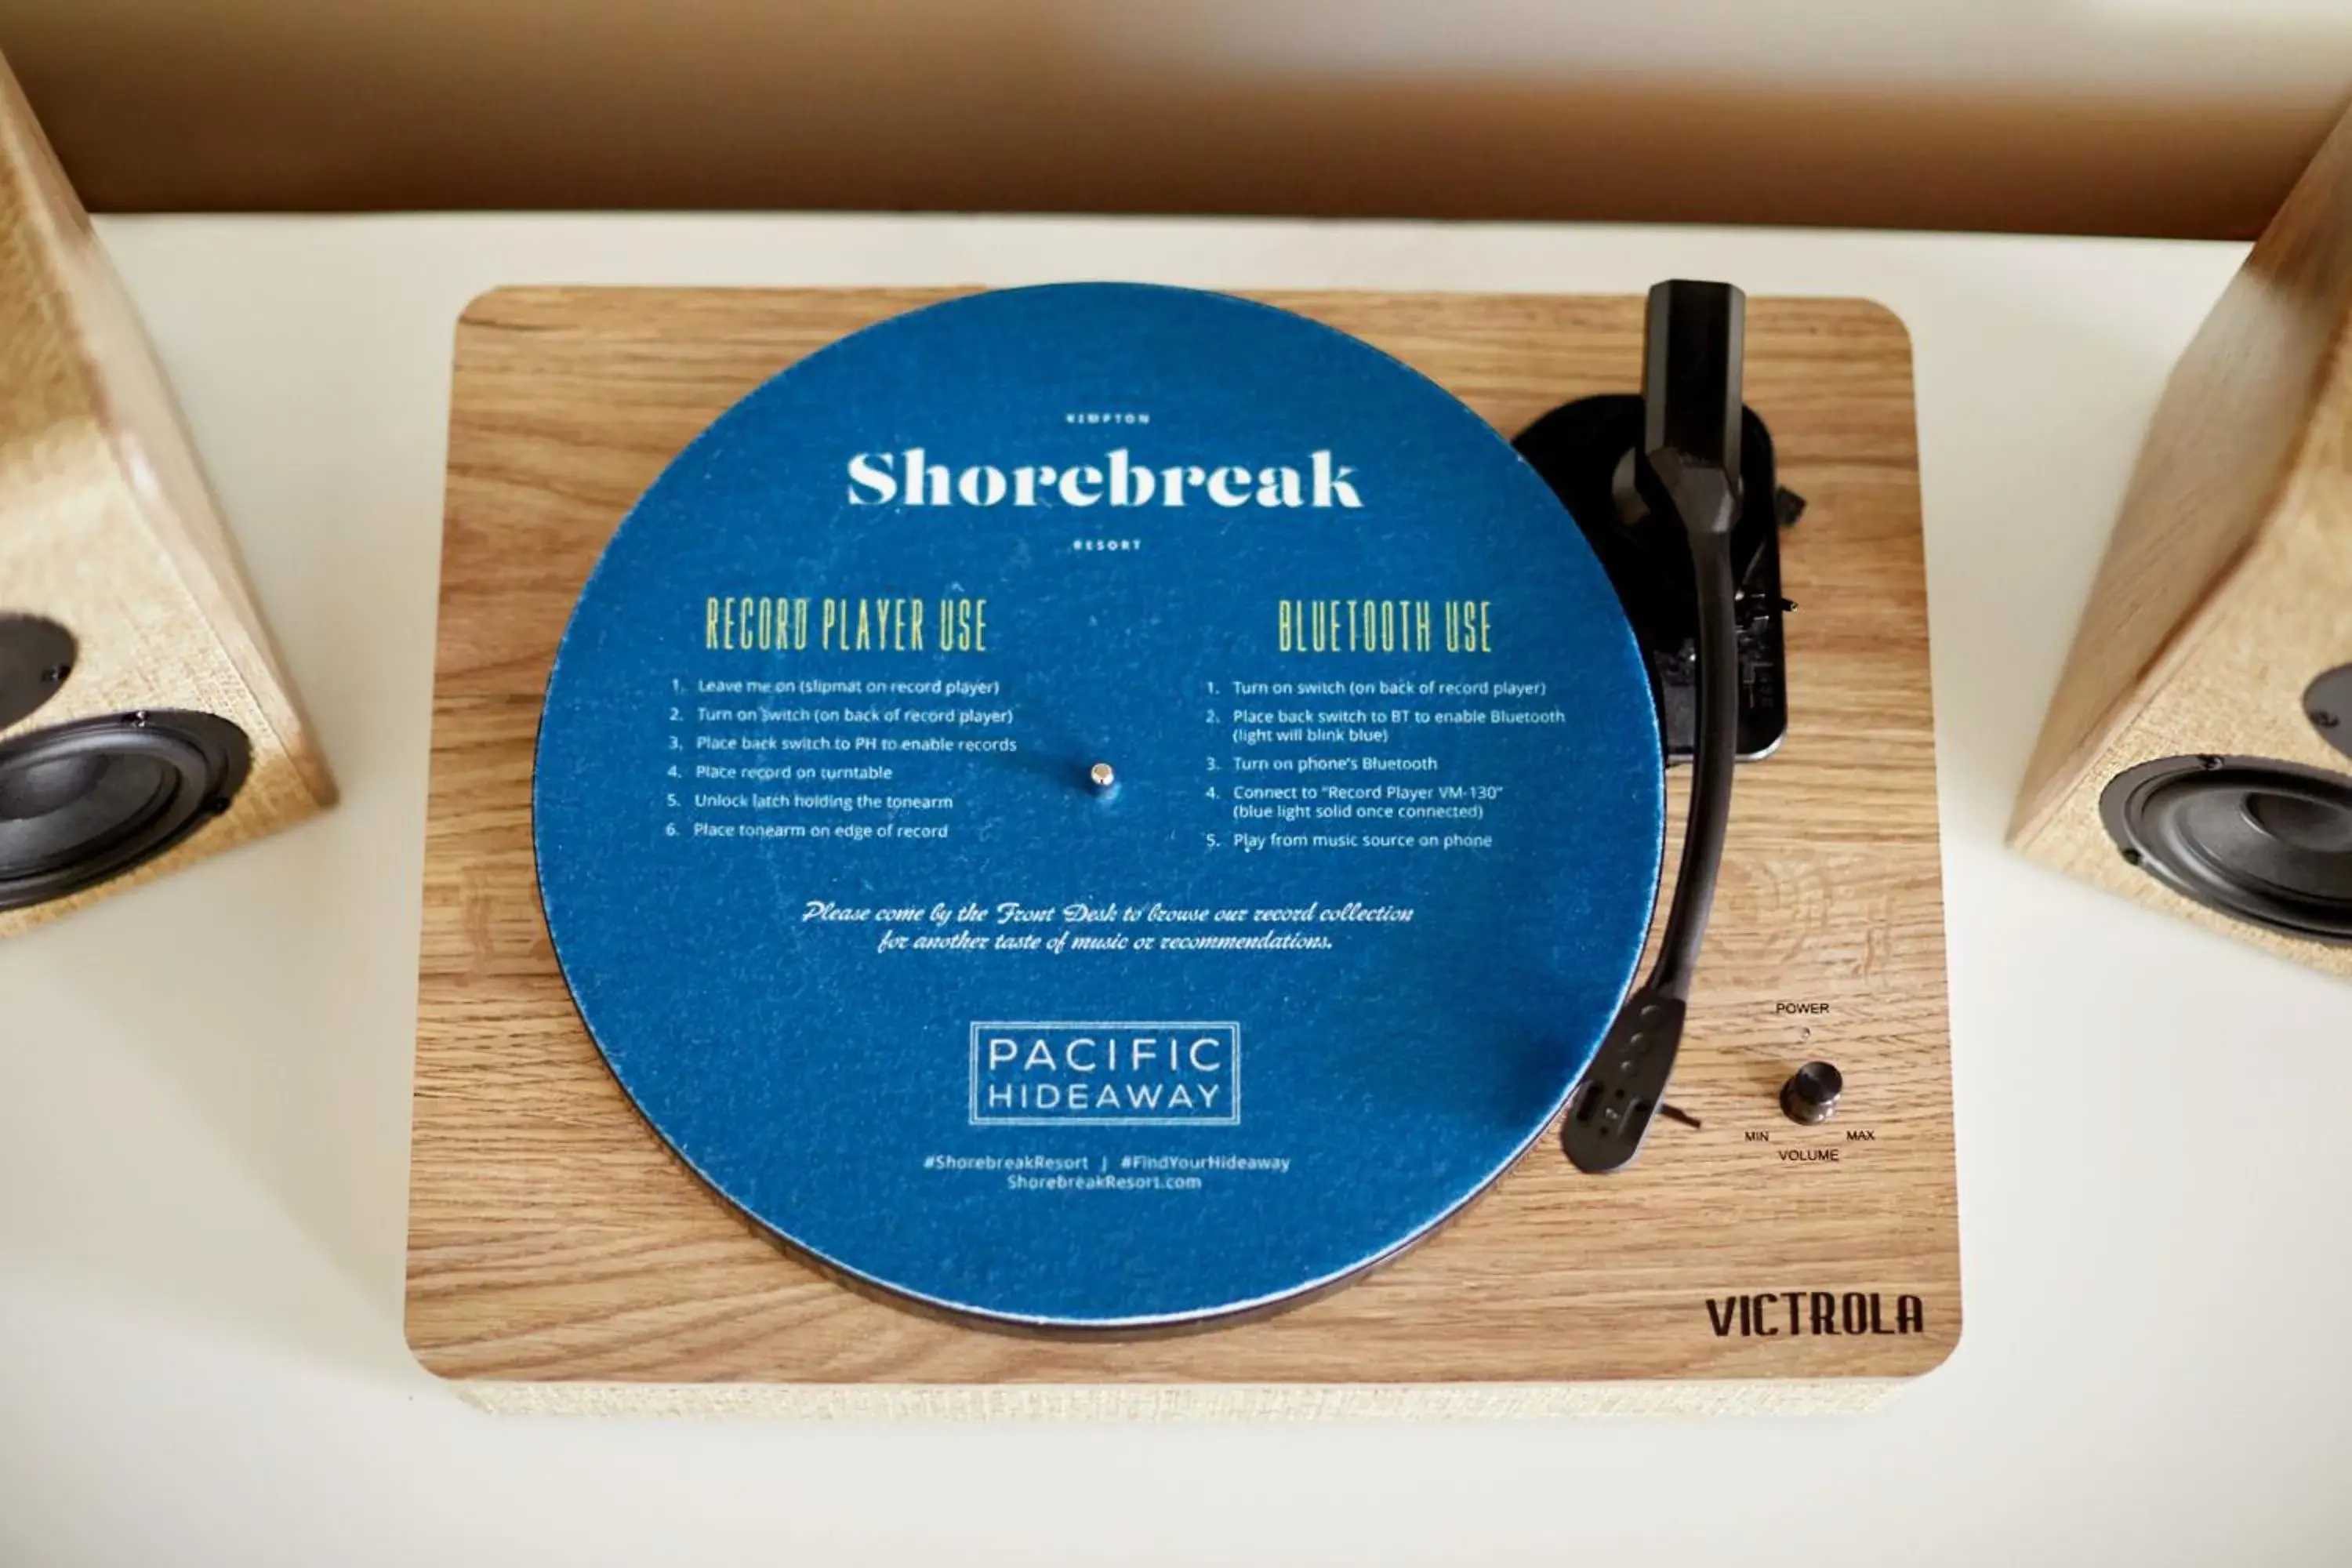 KIMPTON
Shorebreak
RESORT
RECORD PLAYER USE
1. Leave me on (slipmat on record player)
2. Turn on switch (on back of record player)
3. Place back switch to PH to enable records
4. Place record on turntable
5. Unlock latch holding the tonearm
6. Place tonearm on edge of record
BLUETOOTH USE
1. Turn on switch (on back of record player)
2. Place back switch to BT to enable Bluetooth
(light will blink blue)
3. Turn on phone's Bluetooth
4. Connect to "Record Player VM-130"
(blue light solid once connected)
5. Play from music source on phone
Please come by the Front Desk to browse our record collection
for another taste of music or recommendations.
PACIFIC
HIDEAWAY
#ShorebreakResort | #FindYourHideaway
ShorebreakResort.com
POWER
MIN MAX
VOLUME
VICTROLA